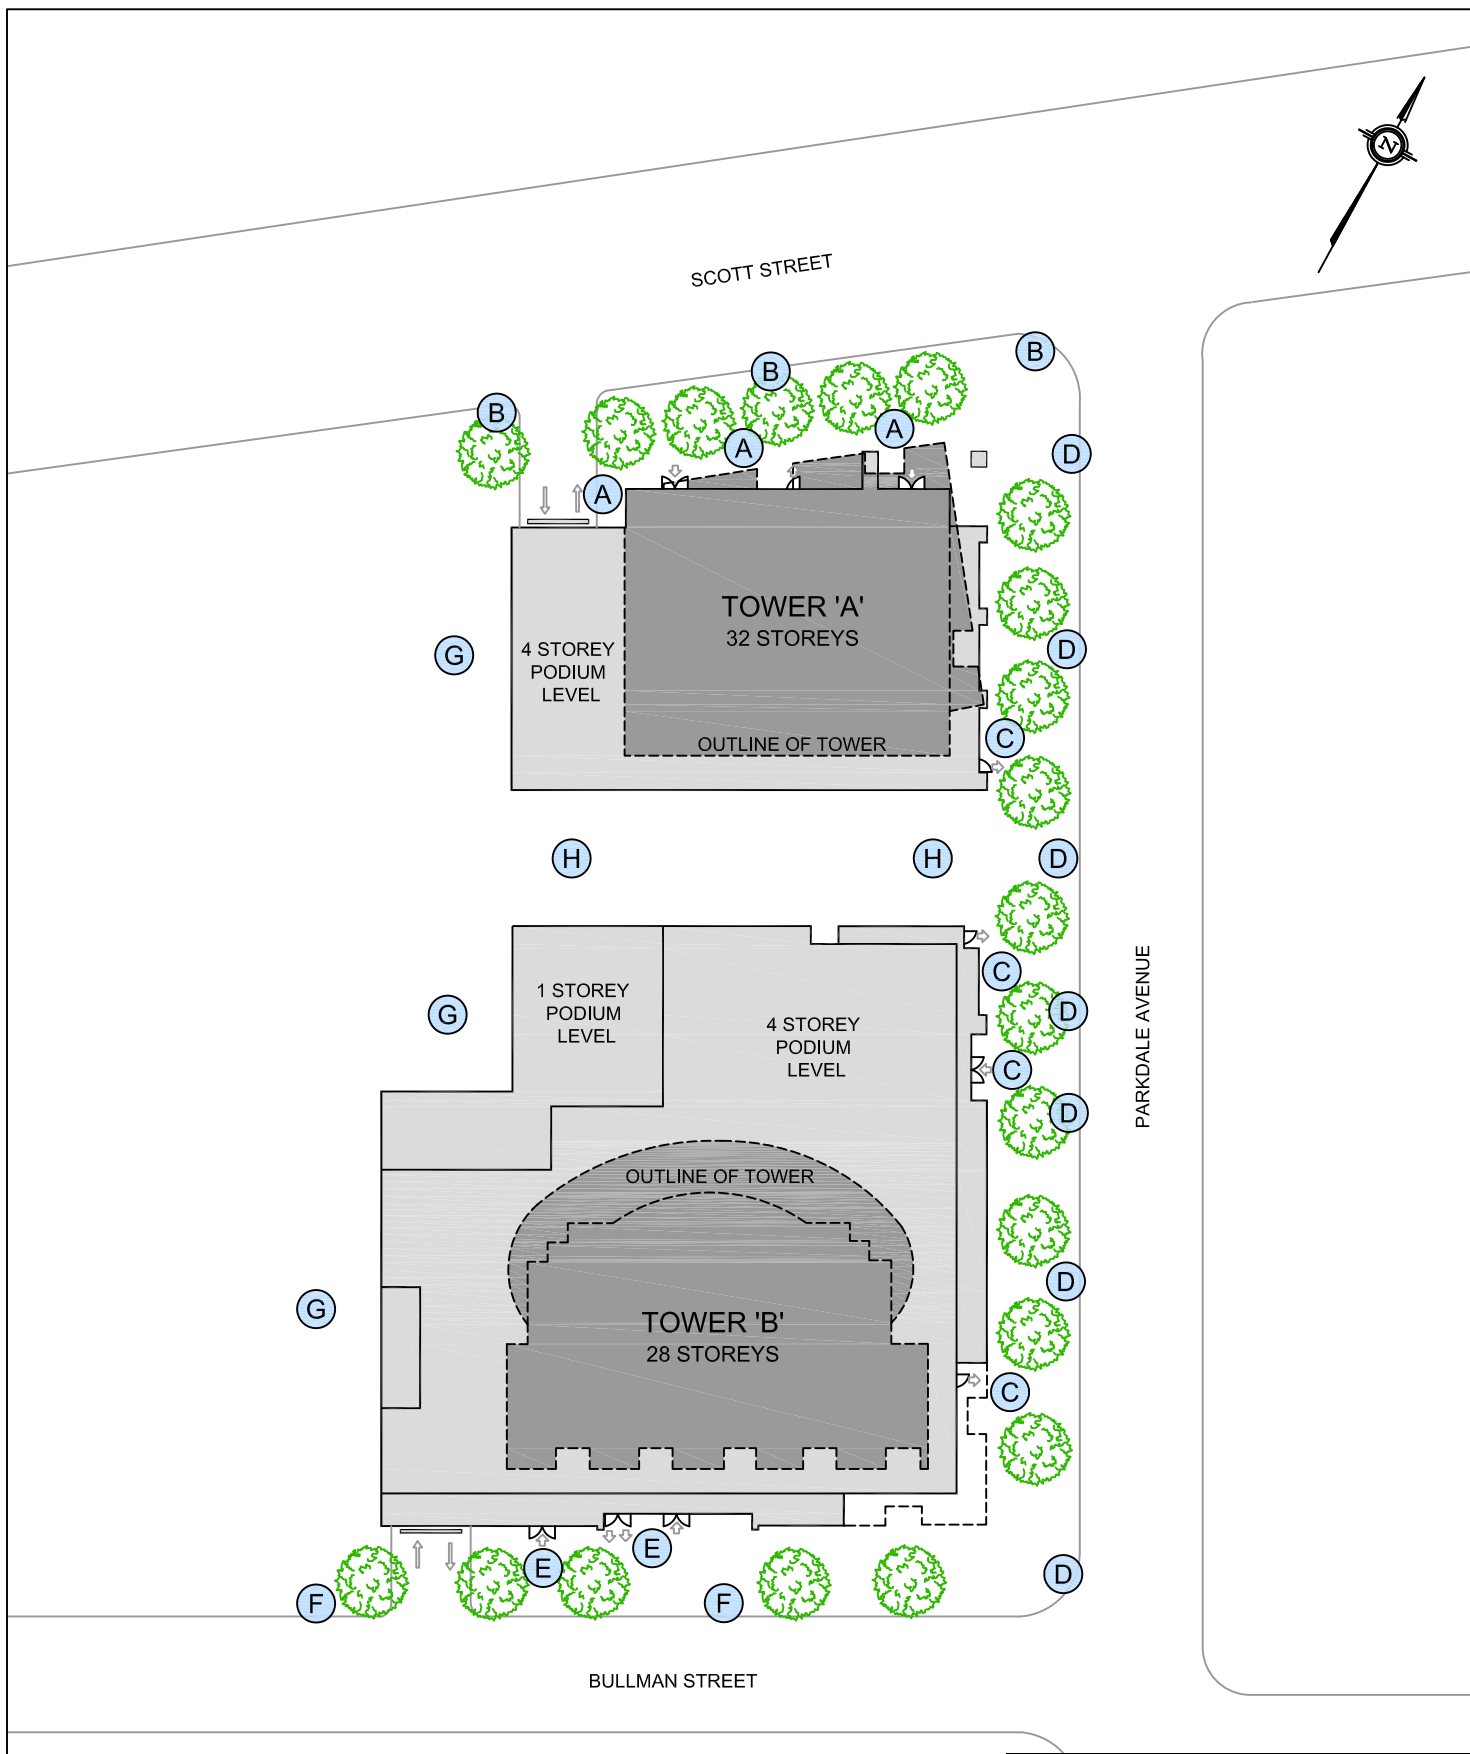 N
SCOTT STREET
B
B
B
A
A
D
A
TOWER 'A'
32 STOREYS
4 STOREY
PODIUM
LEVEL
G
D
C
OUTLINE OF TOWER
H
H
D
C
1 STOREY
PODIUM
LEVEL
G
4 STOREY
PODIUM
LEVEL
D
PARKDALE AVENUE
C
D
OUTLINE OF TOWER
D
G
TOWER 'B'
28 STOREYS
C
E
E
D
F
F
BULLMAN STREET